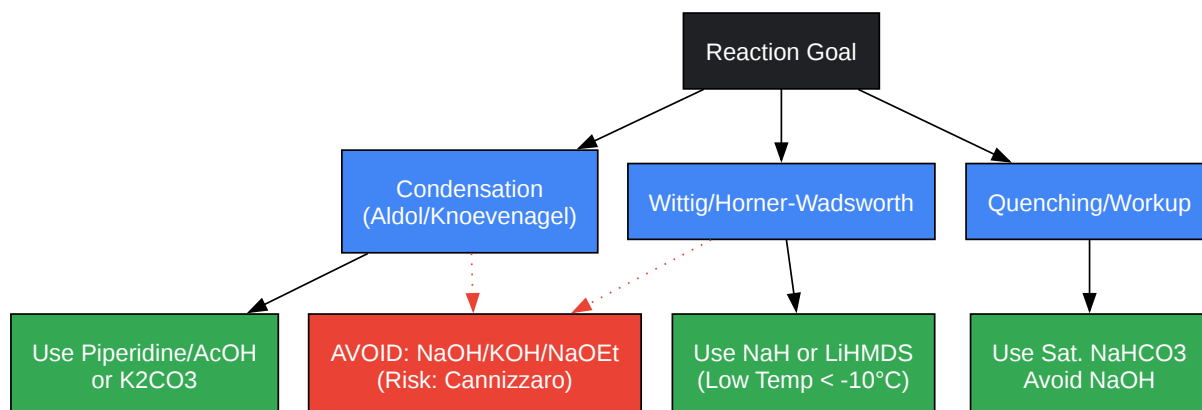 Reaction Goal
Condensation
(Aldol/Knoevenagel)
Wittig/Horner-Wadsworth
Quenching/Workup
Use Piperidine/AcOH
or K2CO3
AVOID: NaOH/KOH/NaOEt
(Risk: Cannizzaro)
Use NaH or LiHMDS
(Low Temp < -10°C)
Use Sat. NaHCO3
Avoid NaOH